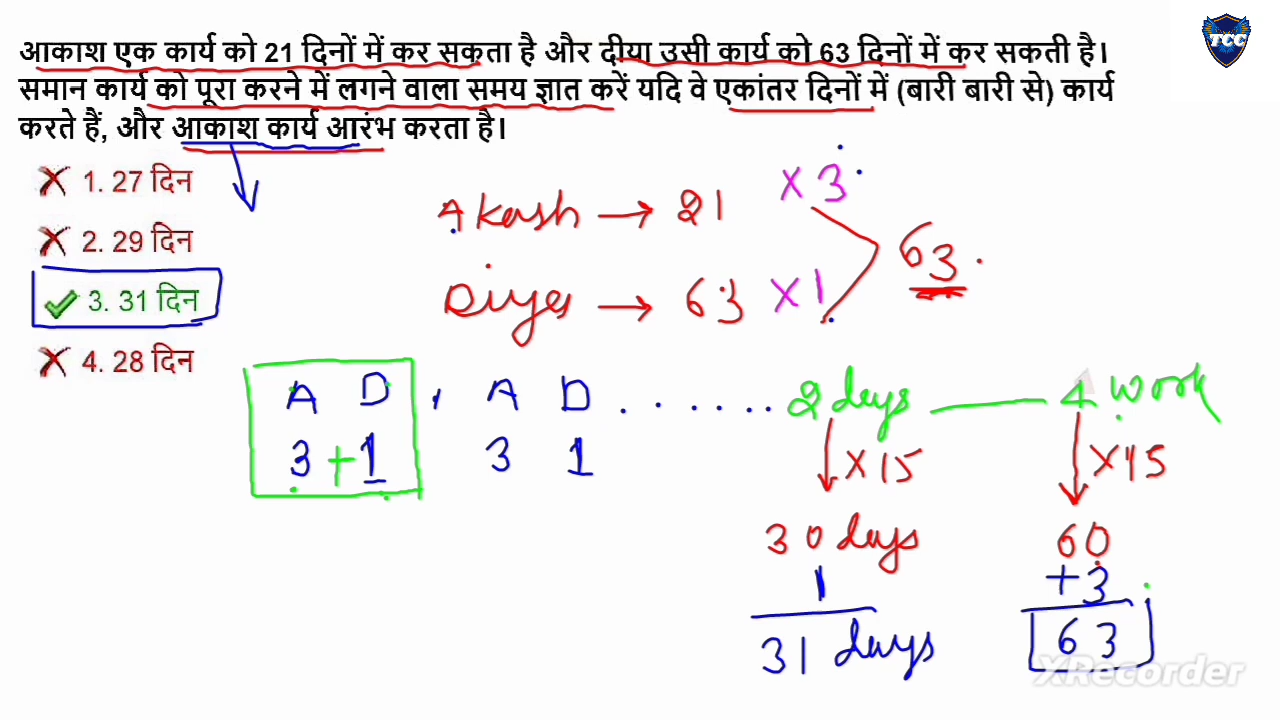 TCC
आकाश एक कार्य को 21 दिनों में कर सकता है और दीया उसी कार्य को 63 दिनों में कर सकती है।
समान कार्य को पूरा करने में लगने वाला समय ज्ञात करें यदि वे एकांतर दिनों में (बारी बारी से) कार्य
करते हैं, और आकाश कार्य आरंभ करता है।
1. 27 दिन
2. 29 दिन
3. 31 दिन
4. 28 दिन
Akash → 21 ×3
63
Diya → 63 ×1
A D , A D ...... 2 days — 4 work
3 + 1 3 1 ×15 ×15
30 days 60
1 +3
31 days 63
XRecorder